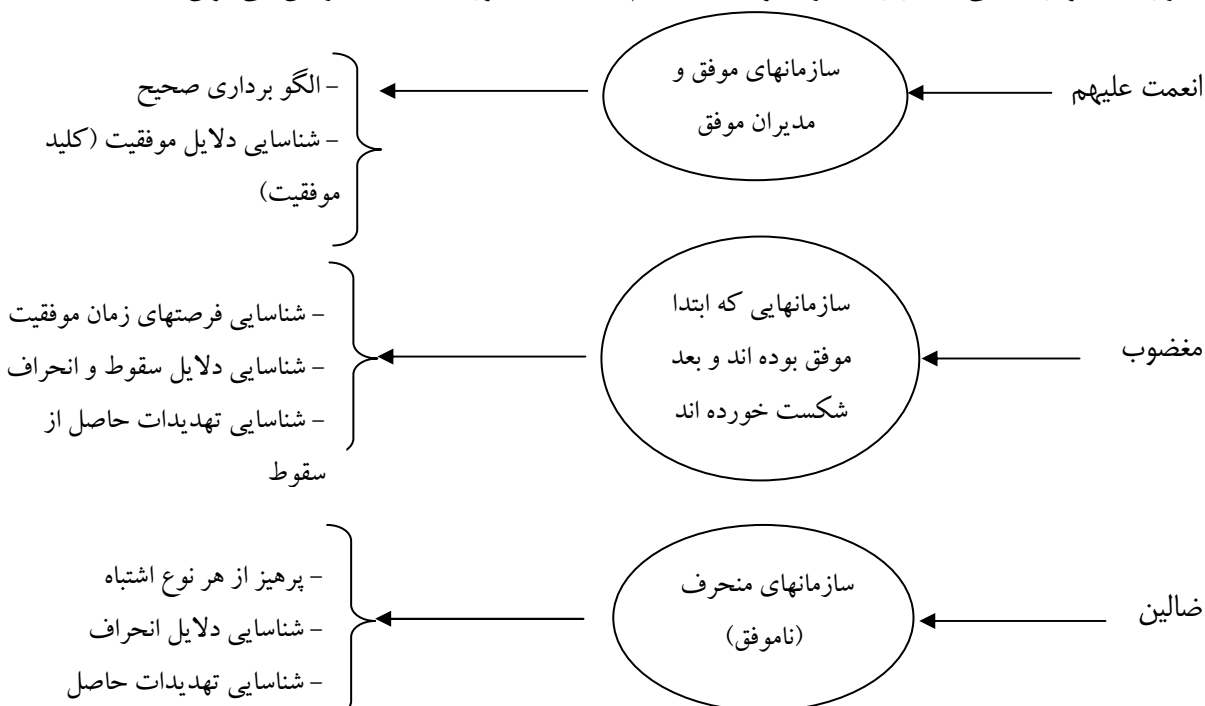 انعمت علیهم
سازمانهای موفق و
مدیران موفق
- الگو برداری صحیح
- شناسایی دلایل موفقیت (کلید
موفقیت)
مغضوب
سازمانهایی که ابتدا
موفق بوده اند و بعد
شکست خورده اند
- شناسایی فرصتهای زمان موفقیت
- شناسایی دلایل سقوط و انحراف
- شناسایی تهدیدات حاصل از
سقوط
ضالین
سازمانهای منحرف
(ناموفق)
- پرهیز از هر نوع اشتباه
- شناسایی دلایل انحراف
- شناسایی تهدیدات حاصل